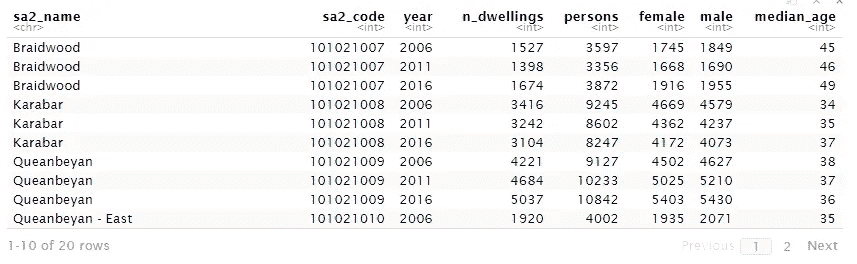 sa2_name sa2_code year n_dwellings persons female male median_age
<chr> <int> <int> <int> <int> <int> <int> <int>
Braidwood 101021007 2006 1527 3597 1745 1849 45
Braidwood 101021007 2011 1398 3356 1668 1690 46
Braidwood 101021007 2016 1674 3872 1916 1955 49
Karabar 101021008 2006 3416 9245 4669 4579 34
Karabar 101021008 2011 3242 8602 4362 4237 35
Karabar 101021008 2016 3104 8247 4172 4073 37
Queanbeyan 101021009 2006 4221 9127 4502 4627 38
Queanbeyan 101021009 2011 4684 10233 5025 5210 37
Queanbeyan 101021009 2016 5037 10842 5403 5430 36
Queanbeyan - East 101021010 2006 1920 4002 1935 2071 35
1-10 of 20 rows Previous 1 2 Next